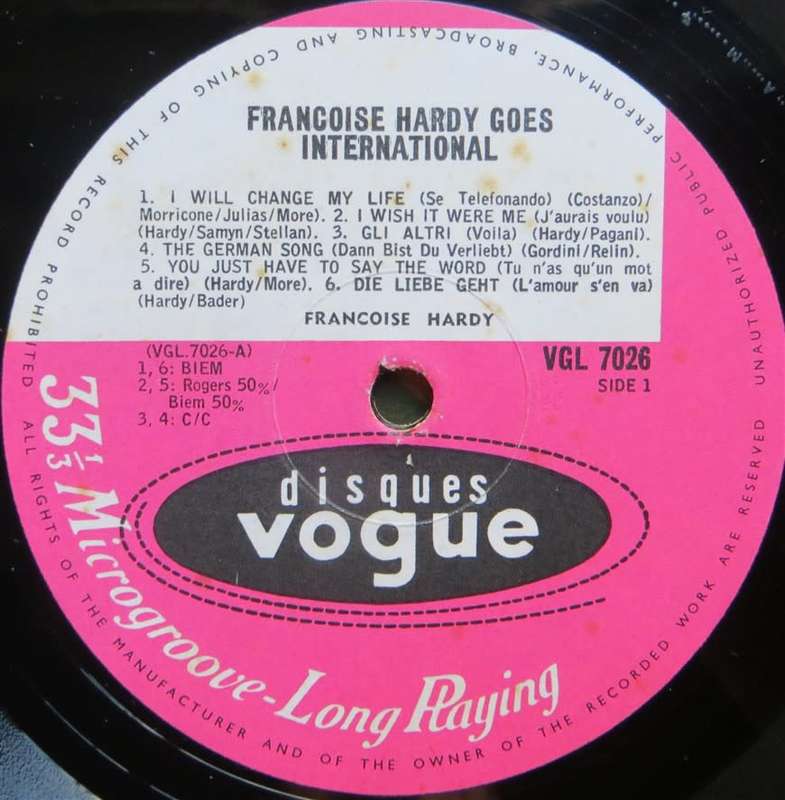 FRANCOISE HARDY GOES
INTERNATIONAL
1. I WILL CHANGE MY LIFE (Se Telefonando) (Costanzo)/
Morricone/Julias/More). 2. I WISH IT WERE ME (J'aurais voulu)
(Hardy/Samyn/Stellan). 3. GLI ALTRI (Voila) (Hardy/Pagani).
4. THE GERMAN SONG (Dann Bist Du Verliebt) (Gordini/Relin).
5. YOU JUST HAVE TO SAY THE WORD (Tu n'as qu'un mot
a dire) (Hardy/More). 6. DIE LIEBE GEHT (L'amour s'en va)
(Hardy/Bader)
FRANCOISE HARDY
(VGL.7026-A)
1, 6: BIEM
2, 5: Rogers 50%/
Biem 50%
3, 4: C/C
VGL 7026
SIDE 1
disques
vogue
33⅓ Microgroove-Long Playing
ALL RIGHTS OF THE MANUFACTURER AND OF THE OWNER OF THE RECORDED WORK ARE RESERVED UNAUTHORIZED PUBLIC PERFORMANCE, BROADCASTING AND COPYING OF THIS RECORD PROHIBITED